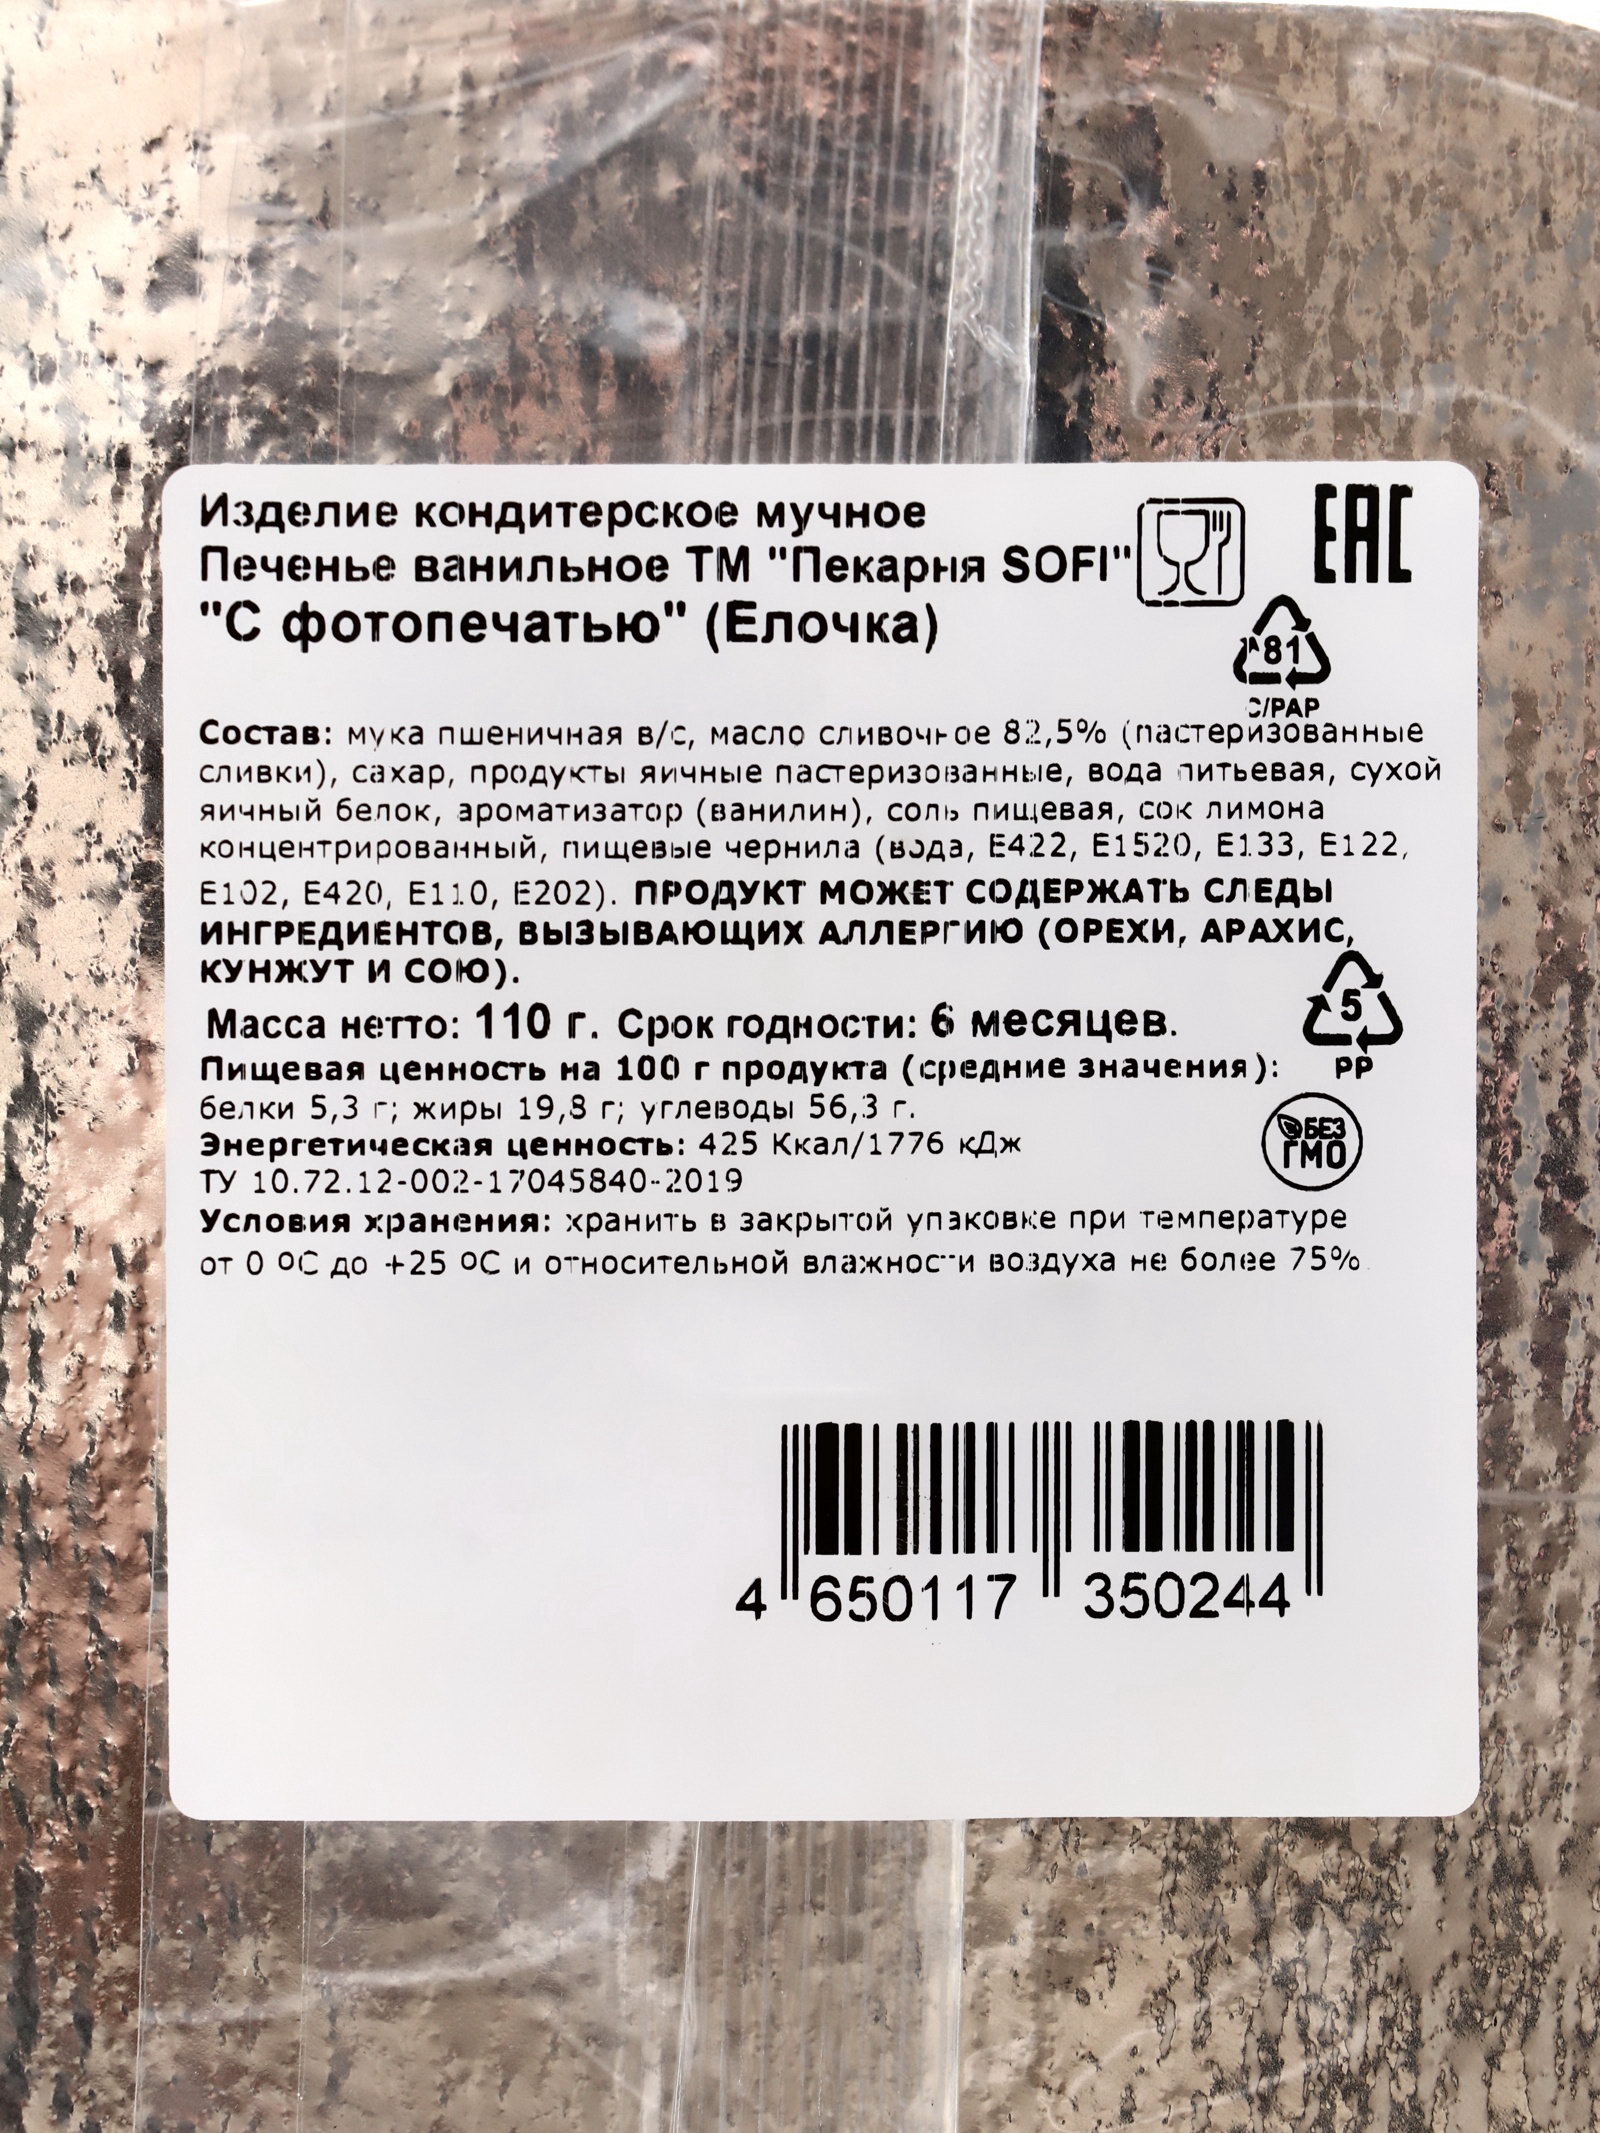 Изделие кондитерское мучное
Печенье ванильное ТМ "Пекарня SOFI"
"С фотопечатью" (Елочка)
EAC
81
C/PAP
Состав: мука пшеничная в/с, масло сливочное 82,5% (пастеризованные
сливки), сахар, продукты яичные пастеризованные, вода питьевая, сухой
яичный белок, ароматизатор (ванилин), соль пищевая, сок лимона
концентрированный, пищевые чернила (вода, Е422, Е1520, Е133, Е122,
Е102, Е420, Е110, Е202). ПРОДУКТ МОЖЕТ СОДЕРЖАТЬ СЛЕДЫ
ИНГРЕДИЕНТОВ, ВЫЗЫВАЮЩИХ АЛЛЕРГИЮ (ОРЕХИ, АРАХИС,
КУНЖУТ И СОЮ).
Масса нетто: 110 г. Срок годности: 6 месяцев.
5
PP
Пищевая ценность на 100 г продукта (средние значения):
белки 5,3 г; жиры 19,8 г; углеводы 56,3 г.
Энергетическая ценность: 425 Ккал/1776 кДж
БЕЗ
ГМО
ТУ 10.72.12-002-17045840-2019
Условия хранения: хранить в закрытой упаковке при температуре
от 0 ºС до +25 ºС и относительной влажности воздуха не более 75%
4 650117 350244